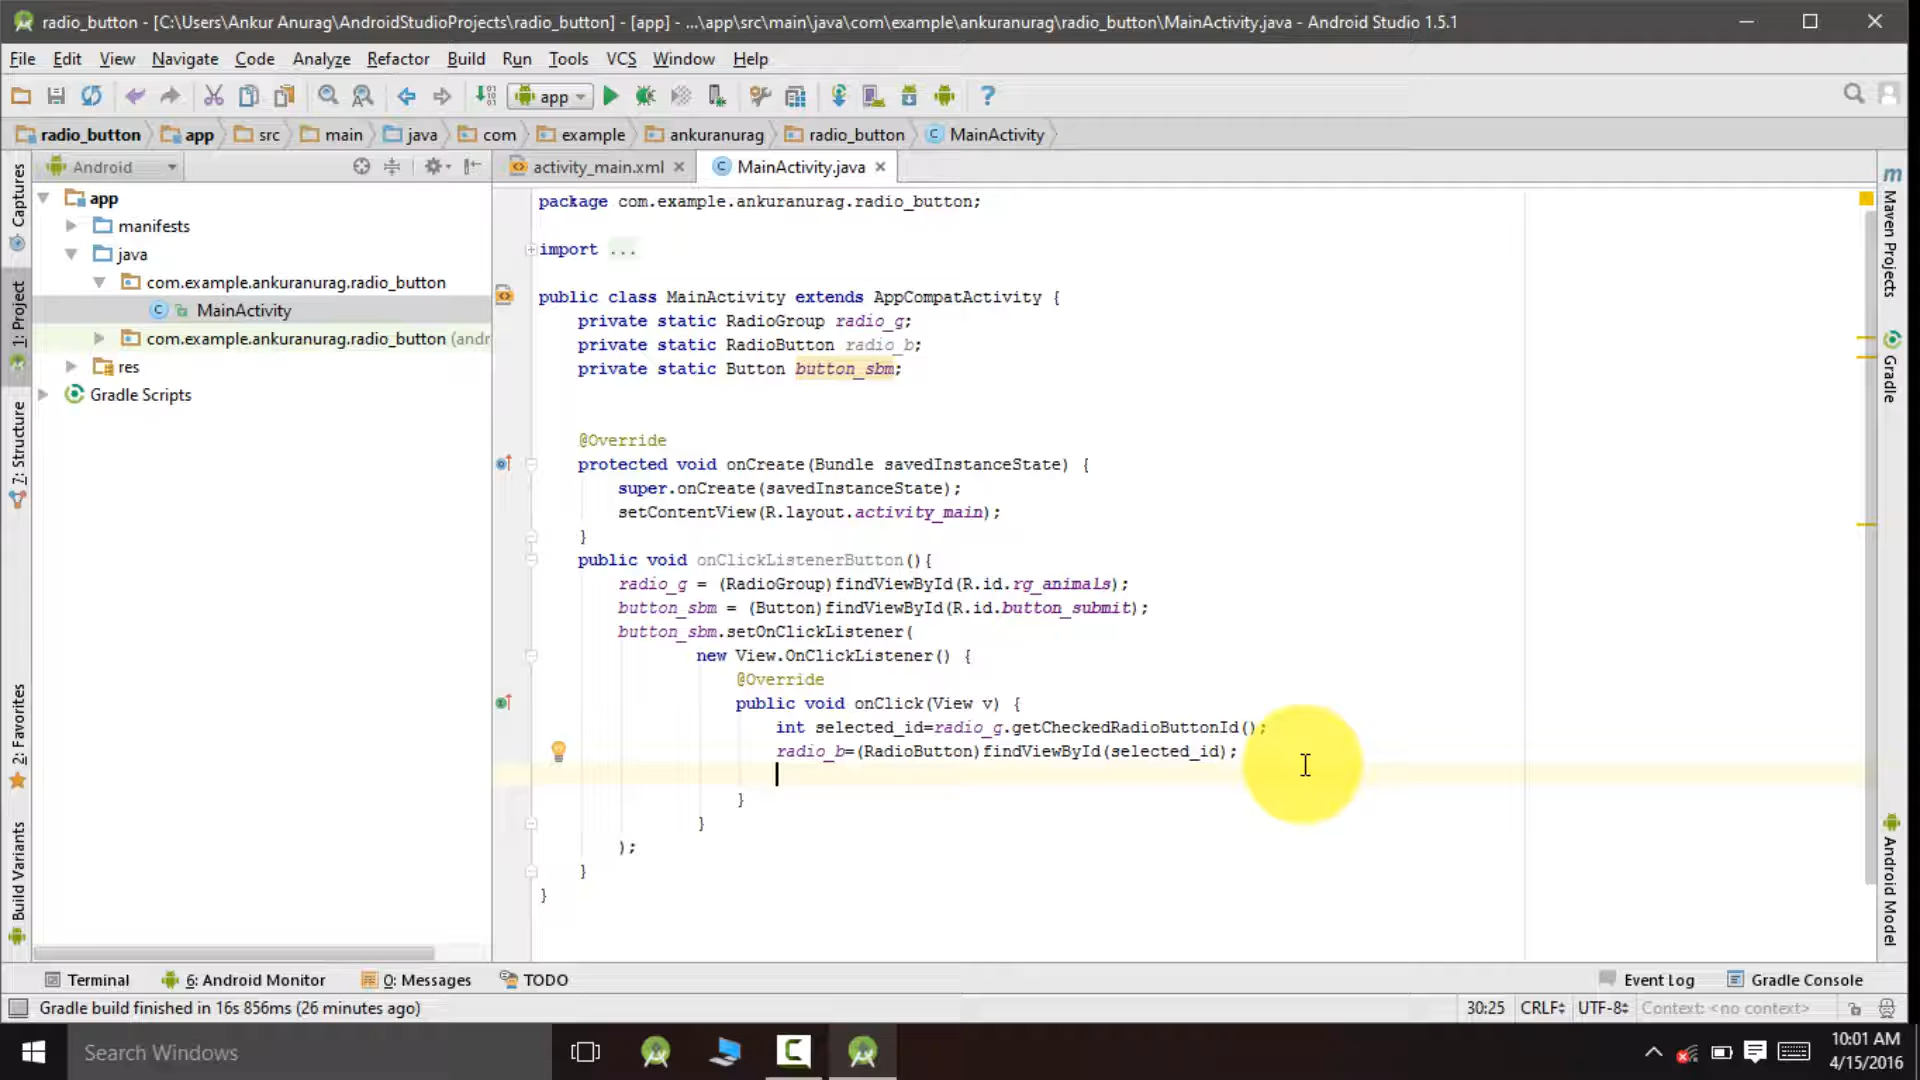 radio_button - [C:\Users\Ankur Anurag\AndroidStudioProjects\radio_button] - [app] - ...\app\src\main\java\com\example\ankuranurag\radio_button\MainActivity.java - Android Studio 1.5.1
File Edit View Navigate Code Analyze Refactor Build Run Tools VCS Window Help
app
radio_button app src main java com example ankuranurag radio_button MainActivity
Android
activity_main.xml MainActivity.java
app
manifests
java
com.example.ankuranurag.radio_button
MainActivity
com.example.ankuranurag.radio_button (andr
res
Gradle Scripts
Captures
1: Project
7: Structure
2: Favorites
Build Variants
package com.example.ankuranurag.radio_button;
import ...
public class MainActivity extends AppCompatActivity {
private static RadioGroup radio_g;
private static RadioButton radio_b;
private static Button button_sbm;
@Override
protected void onCreate(Bundle savedInstanceState) {
super.onCreate(savedInstanceState);
setContentView(R.layout.activity_main);
}
public void onClickListenerButton(){
radio_g = (RadioGroup)findViewById(R.id.rg_animals);
button_sbm = (Button)findViewById(R.id.button_submit);
button_sbm.setOnClickListener(
new View.OnClickListener() {
@Override
public void onClick(View v) {
int selected_id=radio_g.getCheckedRadioButtonId();
radio_b=(RadioButton)findViewById(selected_id);
}
}
);
}
}
m
Maven Projects
Gradle
Android Model
Terminal 6: Android Monitor 0: Messages TODO Event Log Gradle Console
Gradle build finished in 16s 856ms (26 minutes ago) 30:25 CRLF UTF-8 Context: <no context>
Search Windows
10:01 AM
4/15/2016